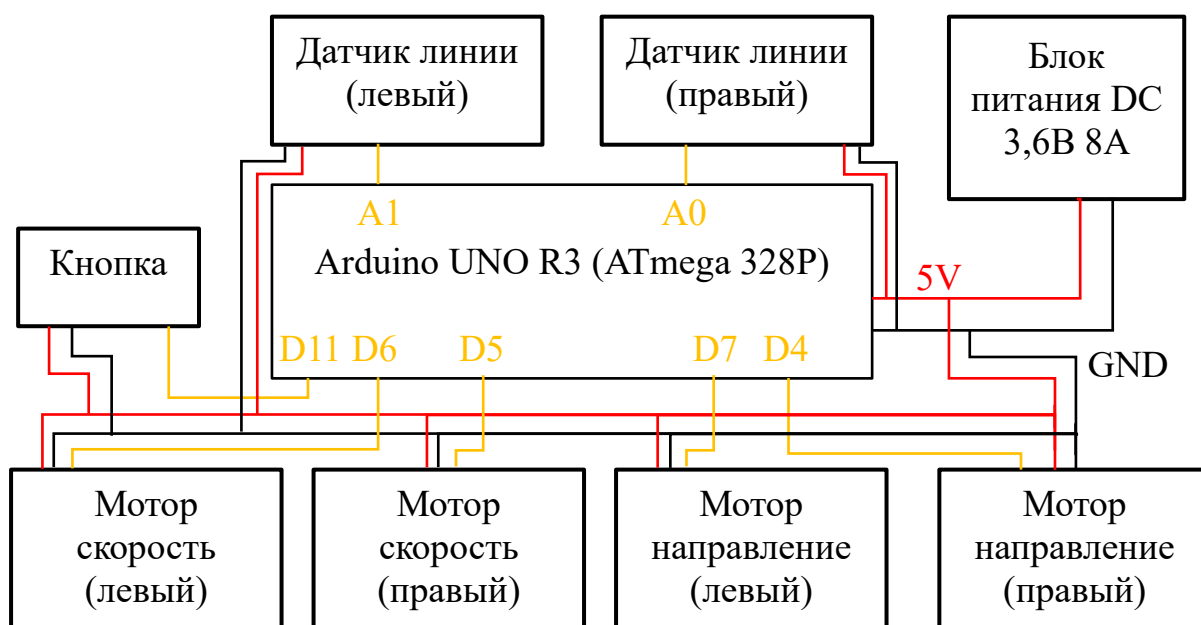 Датчик линии
(левый)
Датчик линии
(правый)
Блок
питания DC
3,6В 8А
A1
A0
Кнопка
Arduino UNO R3 (ATmega 328P)
5V
D11
D6
D5
D7
D4
GND
Мотор
скорость
(левый)
Мотор
скорость
(правый)
Мотор
направление
(левый)
Мотор
направление
(правый)